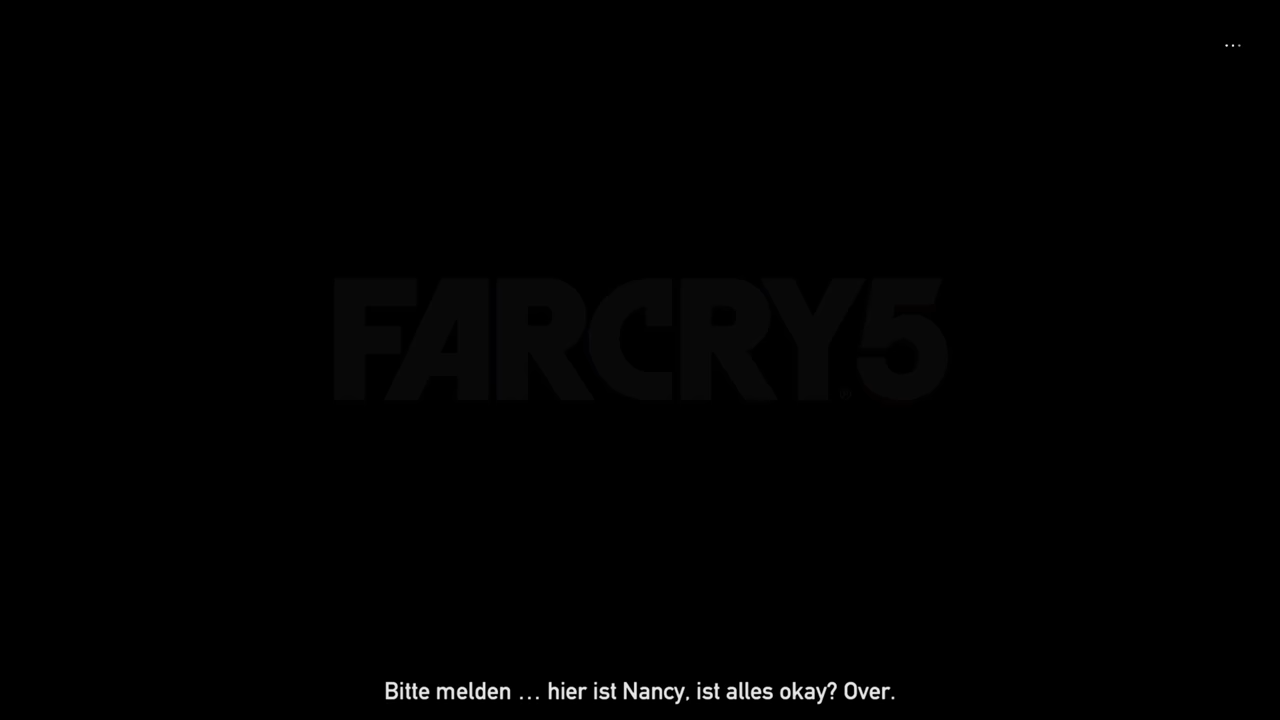 ...
FARCRY5®
Bitte melden ... hier ist Nancy, ist alles okay? Over.